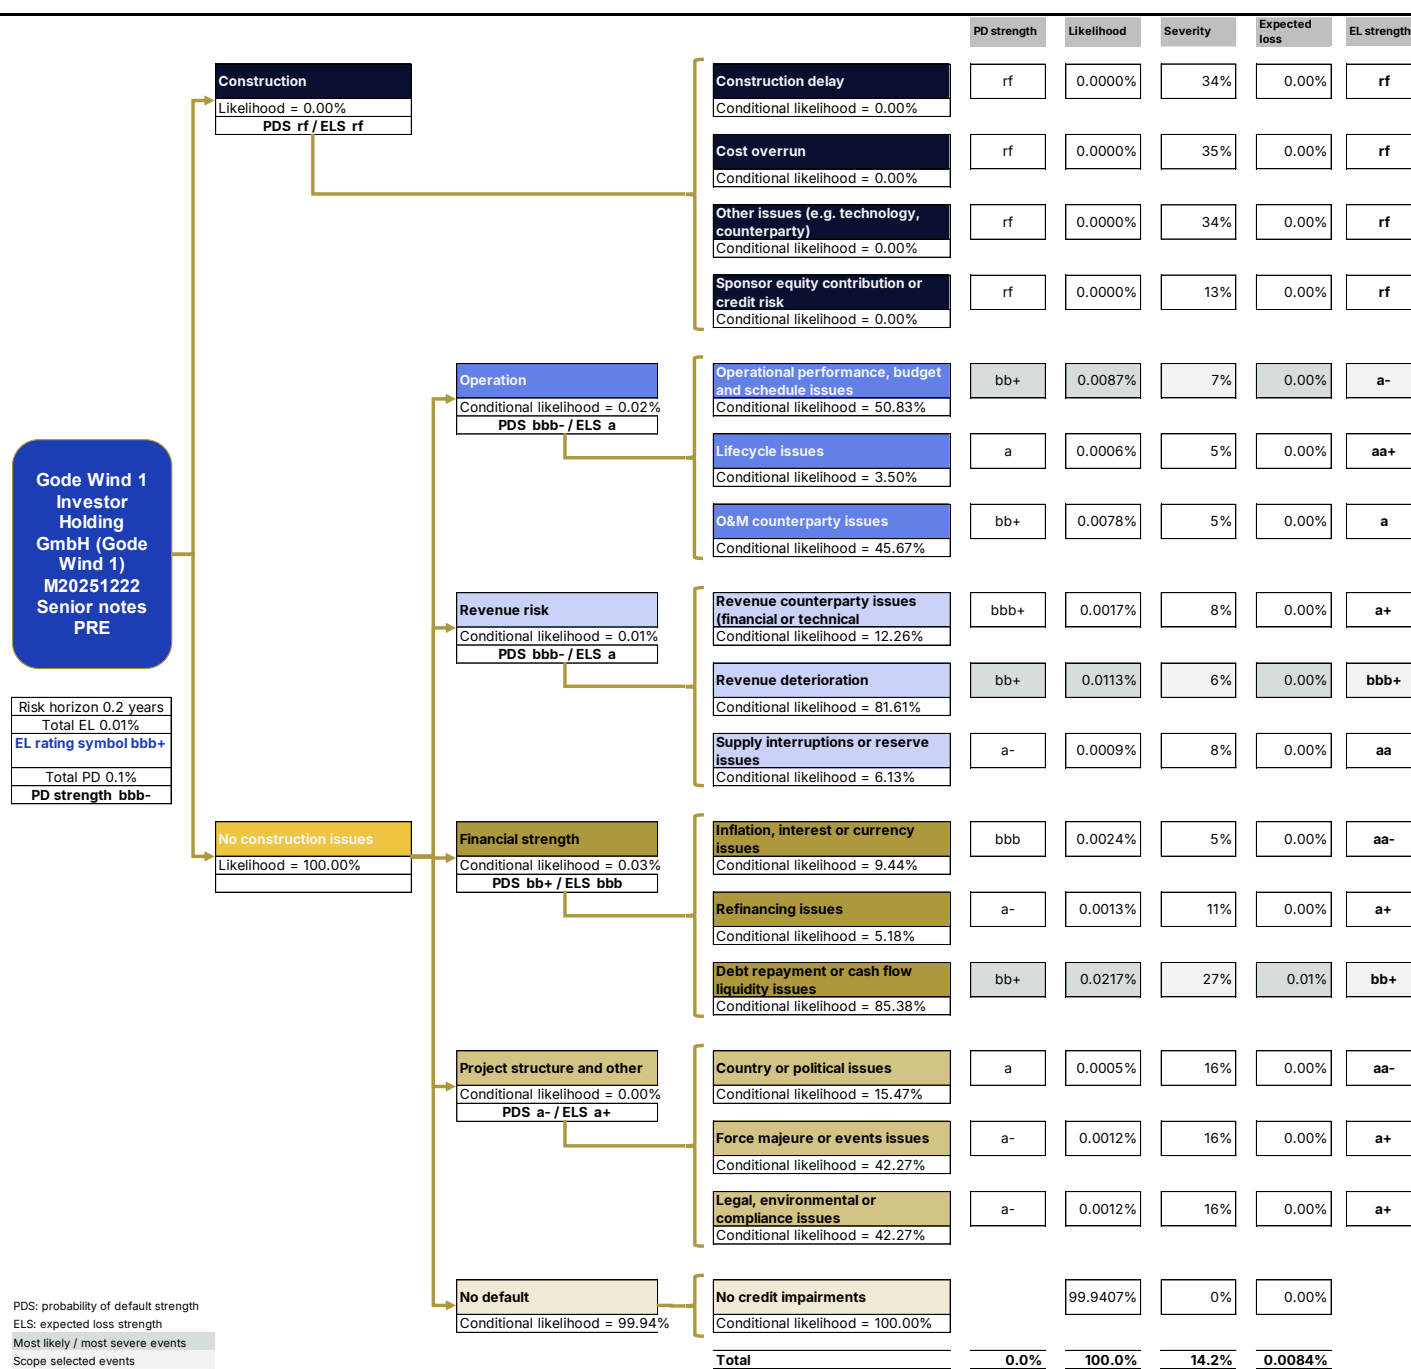 PD strength
Likelihood
Severity
Expected
loss
EL strength
Construction
Likelihood = 0.00%
PDS rf / ELS rf
Construction delay
Conditional likelihood = 0.00%
rf
0.0000%
34%
0.00%
rf
Cost overrun
Conditional likelihood = 0.00%
rf
0.0000%
35%
0.00%
rf
Other issues (e.g. technology,
counterparty)
Conditional likelihood = 0.00%
rf
0.0000%
34%
0.00%
rf
Sponsor equity contribution or
credit risk
Conditional likelihood = 0.00%
rf
0.0000%
13%
0.00%
rf
Gode Wind 1
Investor
Holding
GmbH (Gode
Wind 1)
M20251222
Senior notes
PRE
Risk horizon 0.2 years
Total EL 0.01%
EL rating symbol bbb+
Total PD 0.1%
PD strength bbb-
No construction issues
Likelihood = 100.00%
Operation
Conditional likelihood = 0.02%
PDS bbb- / ELS a
Operational performance, budget
and schedule issues
Conditional likelihood = 50.83%
bb+
0.0087%
7%
0.00%
a-
Lifecycle issues
Conditional likelihood = 3.50%
a
0.0006%
5%
0.00%
aa+
O&M counterparty issues
Conditional likelihood = 45.67%
bb+
0.0078%
5%
0.00%
a
Revenue risk
Conditional likelihood = 0.01%
PDS bbb- / ELS a
Revenue counterparty issues
(financial or technical
Conditional likelihood = 12.26%
bbb+
0.0017%
8%
0.00%
a+
Revenue deterioration
Conditional likelihood = 81.61%
bb+
0.0113%
6%
0.00%
bbb+
Supply interruptions or reserve
issues
Conditional likelihood = 6.13%
a-
0.0009%
8%
0.00%
aa
Financial strength
Conditional likelihood = 0.03%
PDS bb+ / ELS bbb
Inflation, interest or currency
issues
Conditional likelihood = 9.44%
bbb
0.0024%
5%
0.00%
aa-
Refinancing issues
Conditional likelihood = 5.18%
a-
0.0013%
11%
0.00%
a+
Debt repayment or cash flow
liquidity issues
Conditional likelihood = 85.38%
bb+
0.0217%
27%
0.01%
bb+
Project structure and other
Conditional likelihood = 0.00%
PDS a- / ELS a+
Country or political issues
Conditional likelihood = 15.47%
a
0.0005%
16%
0.00%
aa-
Force majeure or events issues
Conditional likelihood = 42.27%
a-
0.0012%
16%
0.00%
a+
Legal, environmental or
compliance issues
Conditional likelihood = 42.27%
a-
0.0012%
16%
0.00%
a+
No default
Conditional likelihood = 99.94%
No credit impairments
Conditional likelihood = 100.00%
99.9407%
0%
0.00%
Total
0.0%
100.0%
14.2%
0.0084%
PDS: probability of default strength
ELS: expected loss strength
Most likely / most severe events
Scope selected events